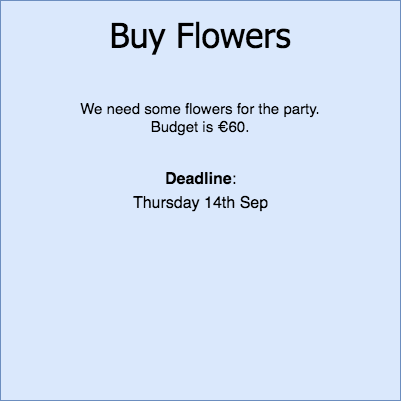 Buy Flowers
We need some flowers for the party.
Budget is €60.
Deadline:
Thursday 14th Sep